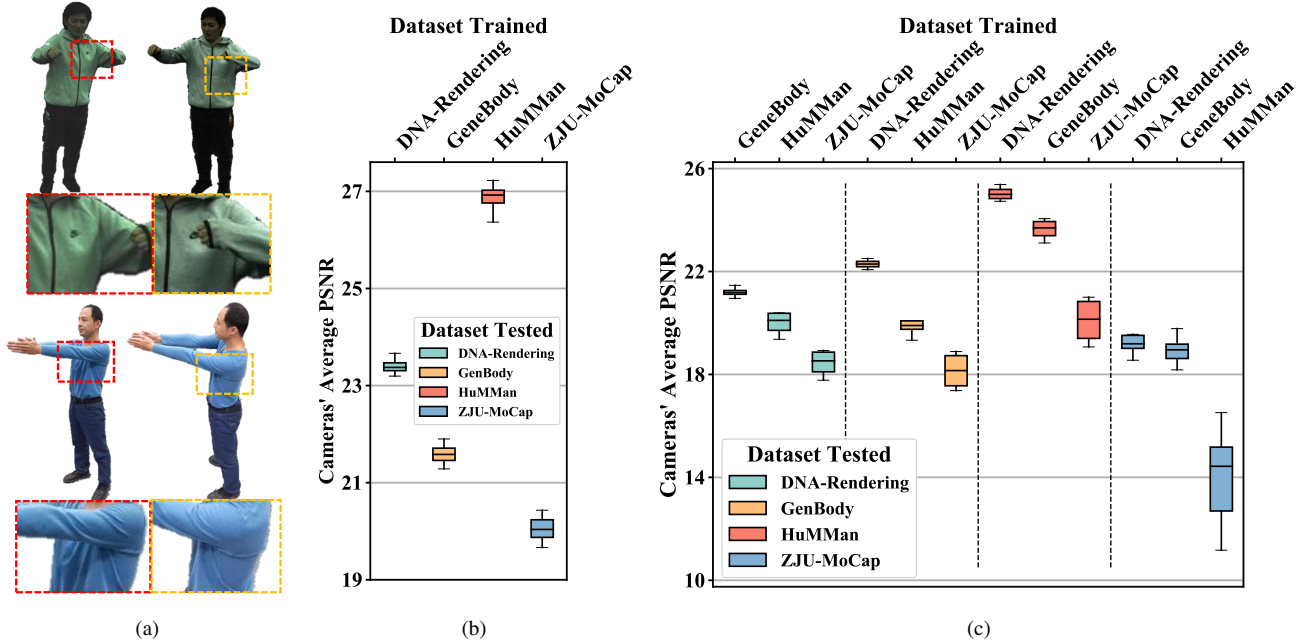 Dataset Trained
DNA-Rendering
GeneBody
HuMMan
ZJU-MoCap
27
25
23
21
19
Cameras' Average PSNR
Dataset Tested
DNA-Rendering
GenBody
HuMMan
ZJU-MoCap
Dataset Trained
GeneBody
HuMMan
ZJU-MoCap
DNA-Rendering
HuMMan
ZJU-MoCap
DNA-Rendering
GeneBody
ZJU-MoCap
DNA-Rendering
GeneBody
HuMMan
26
22
18
14
10
Cameras' Average PSNR
Dataset Tested
DNA-Rendering
GenBody
HuMMan
ZJU-MoCap
(a)
(b)
(c)